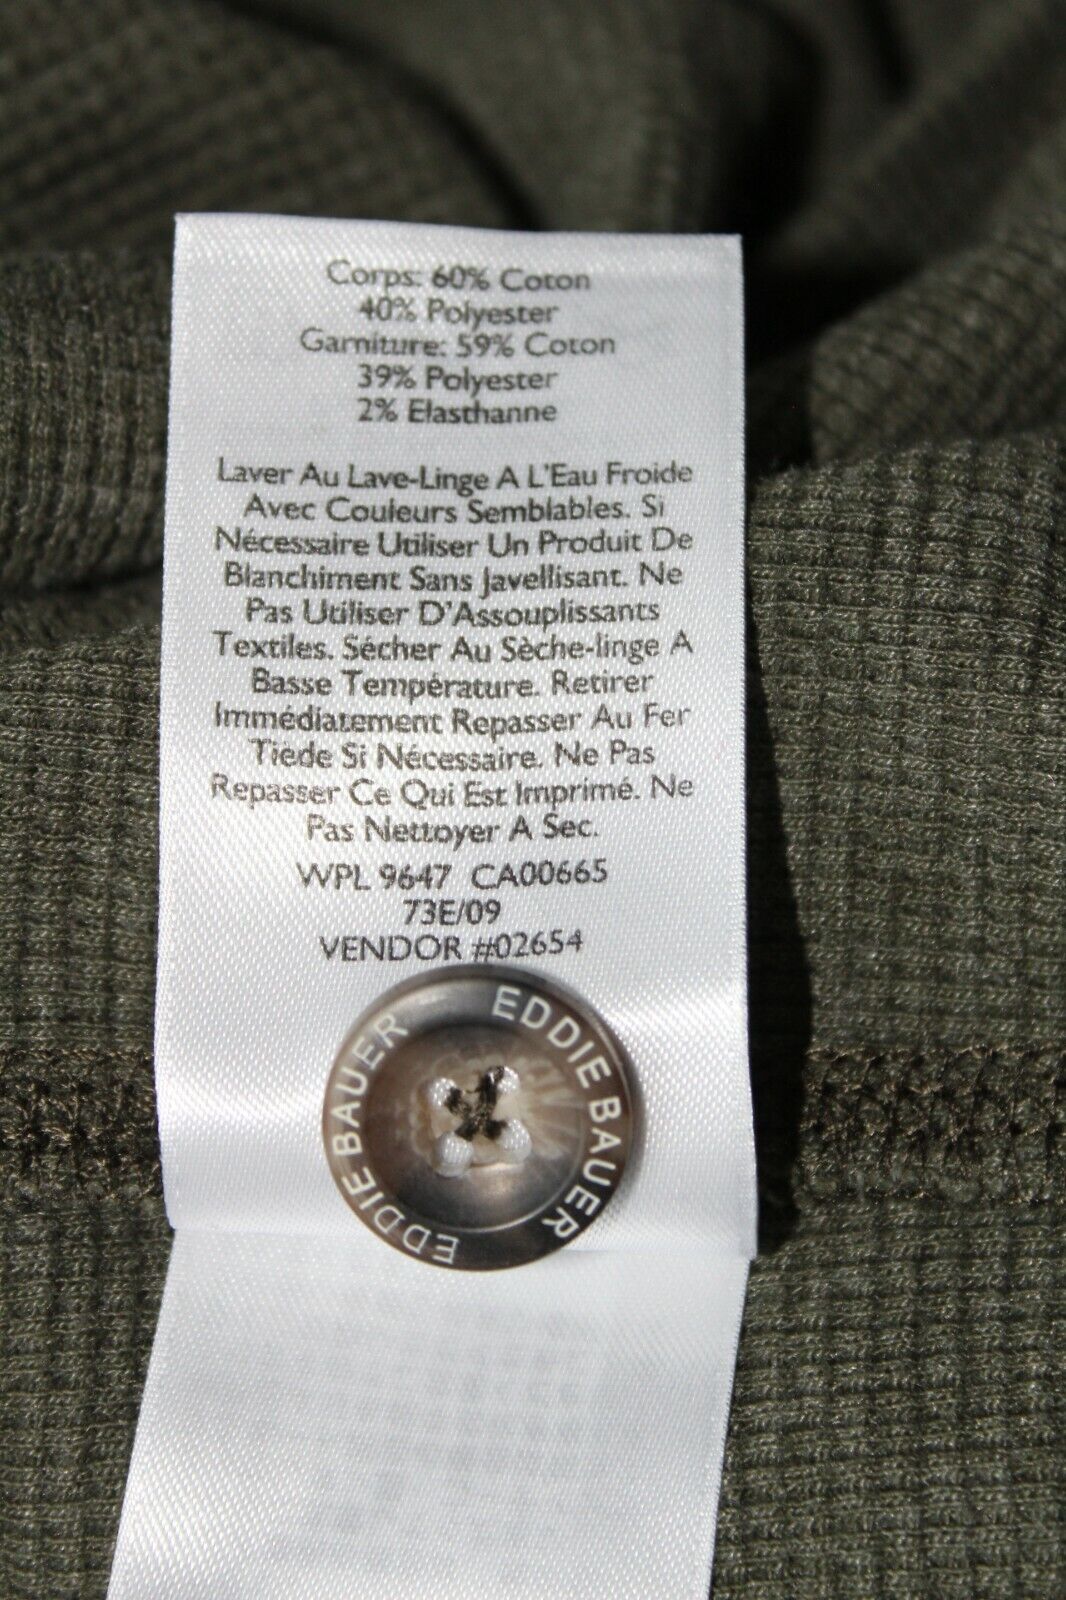 Corps: 60% Coton
40% Polyester
Garniture: 59% Coton
39% Polyester
2% Elasthanne
Laver Au Lave-Linge A L'Eau Froide
Avec Couleurs Semblables. Si
Nécessaire Utiliser Un Produit De
Blanchiment Sans Javellisant. Ne
Pas Utiliser D'Assouplissants
Textiles. Sécher Au Sèche-linge A
Basse Température. Retirer
Immédiatement Repasser Au Fer
Tiede Si Nécessaire. Ne Pas
Repasser Ce Qui Est Imprimé. Ne
Pas Nettoyer A Sec.
WPL 9647 CA00665
73E/09
VENDOR #02654
EDDIE BAUER
EDDIE BAUER